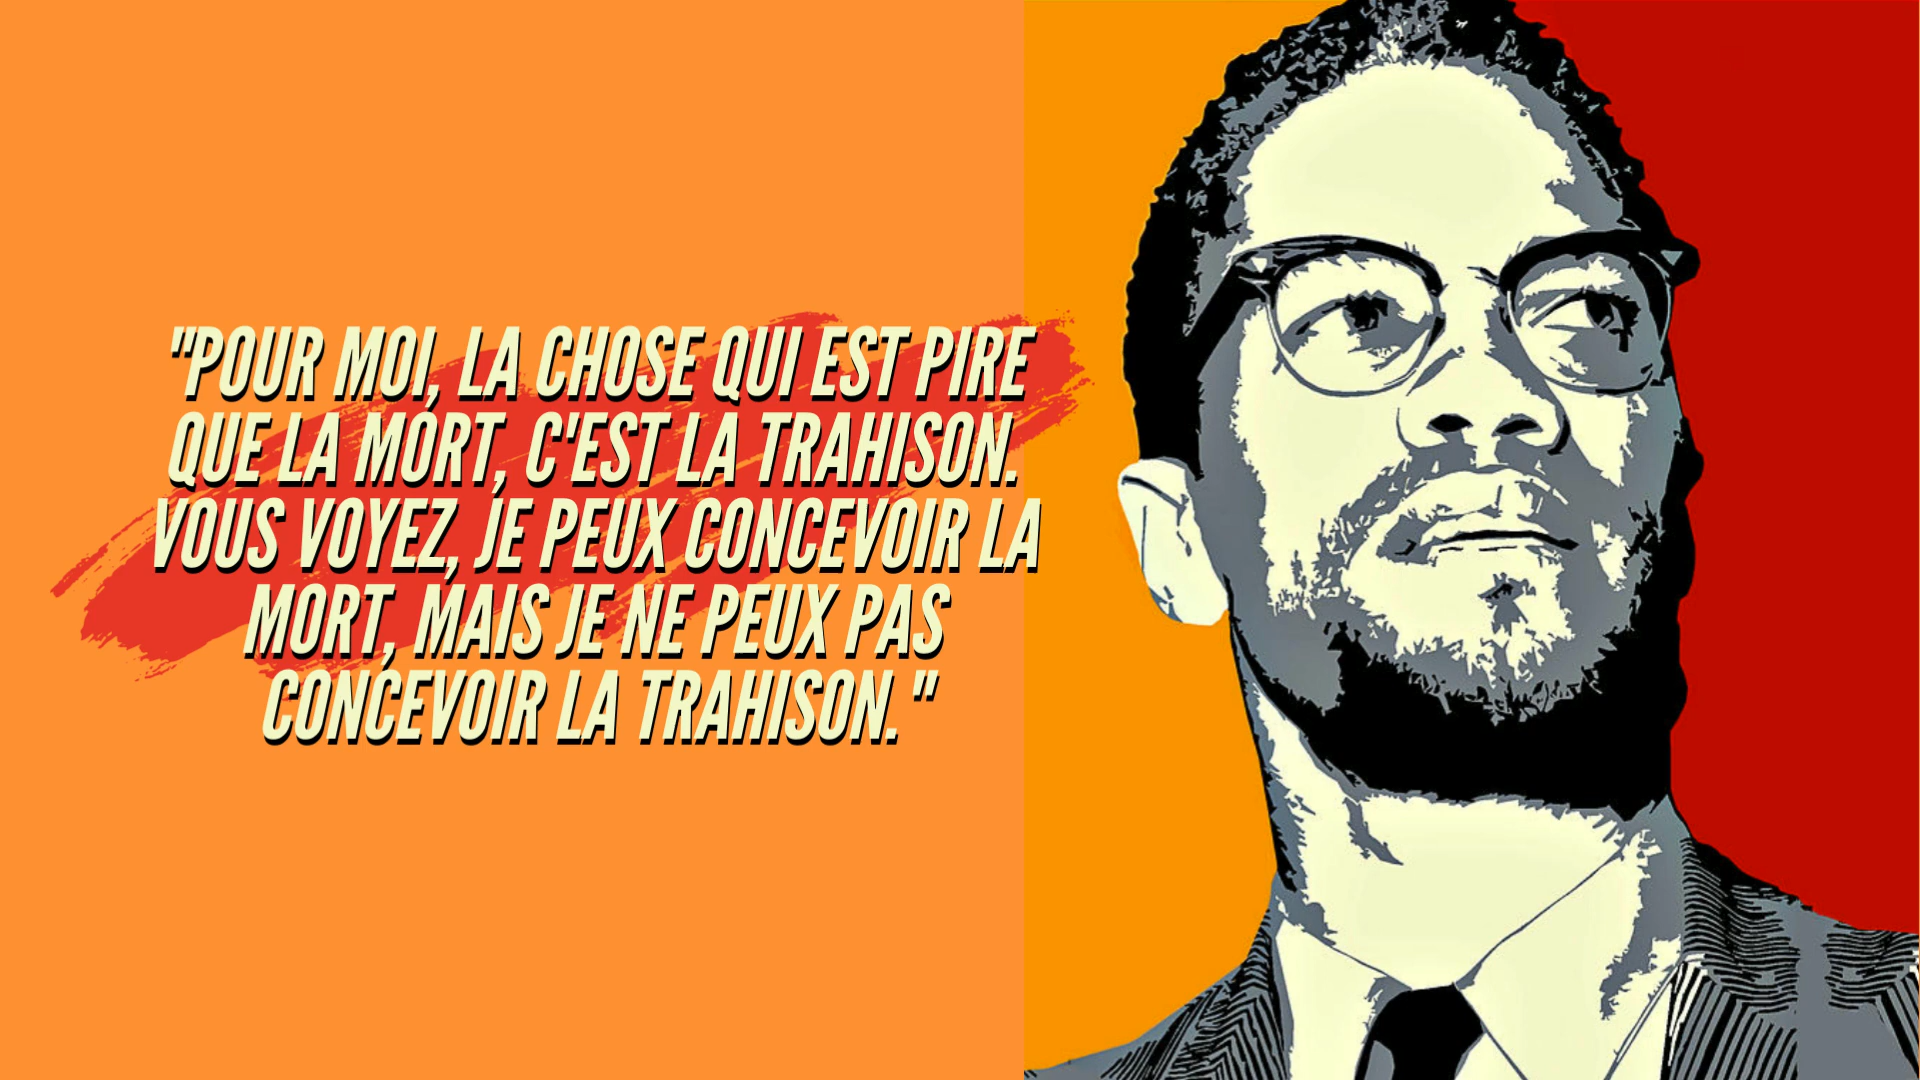 "POUR MOI, LA CHOSE QUI EST PIRE
QUE LA MORT, C'EST LA TRAHISON.
VOUS VOYEZ, JE PEUX CONCEVOIR LA
MORT, MAIS JE NE PEUX PAS
CONCEVOIR LA TRAHISON."